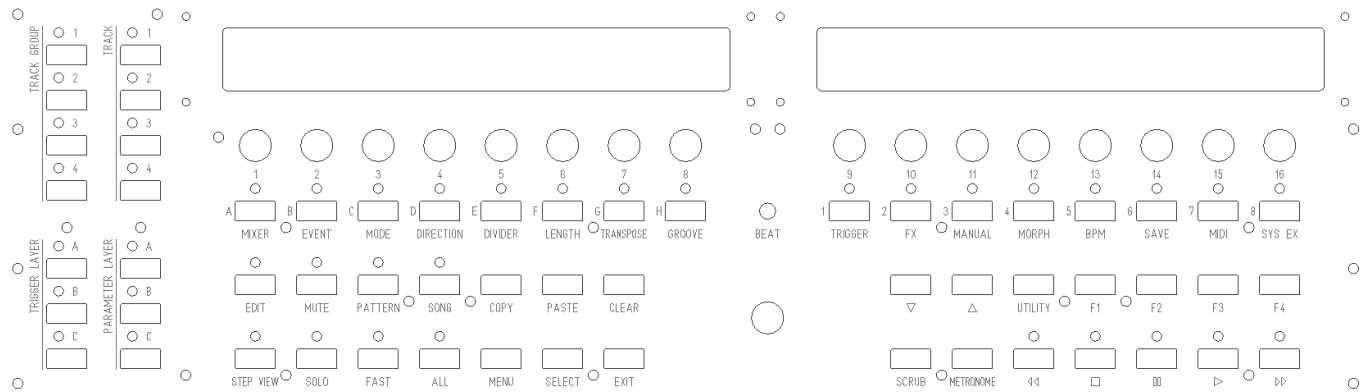 TRACK GROUP
1
2
3
4
TRACK
1
2
3
4
1 2 3 4 5 6 7 8
9 10 11 12 13 14 15 16
A B C D E F G H
1 2 3 4 5 6 7 8
MIXER EVENT MODE DIRECTION DIVIDER LENGTH TRANSPOSE GROOVE
BEAT
TRIGGER FX MANUAL MORPH BPM SAVE MIDI SYS EX
TRIGGER LAYER
A
B
C
PARAMETER LAYER
A
B
C
EDIT MUTE PATTERN SONG COPY PASTE CLEAR
▽ △ UTILITY F1 F2 F3 F4
STEP VIEW SOLO FAST ALL MENU SELECT EXIT
SCRUB METRONOME ◁◁ □ ▯▯ ▷ ▷▷